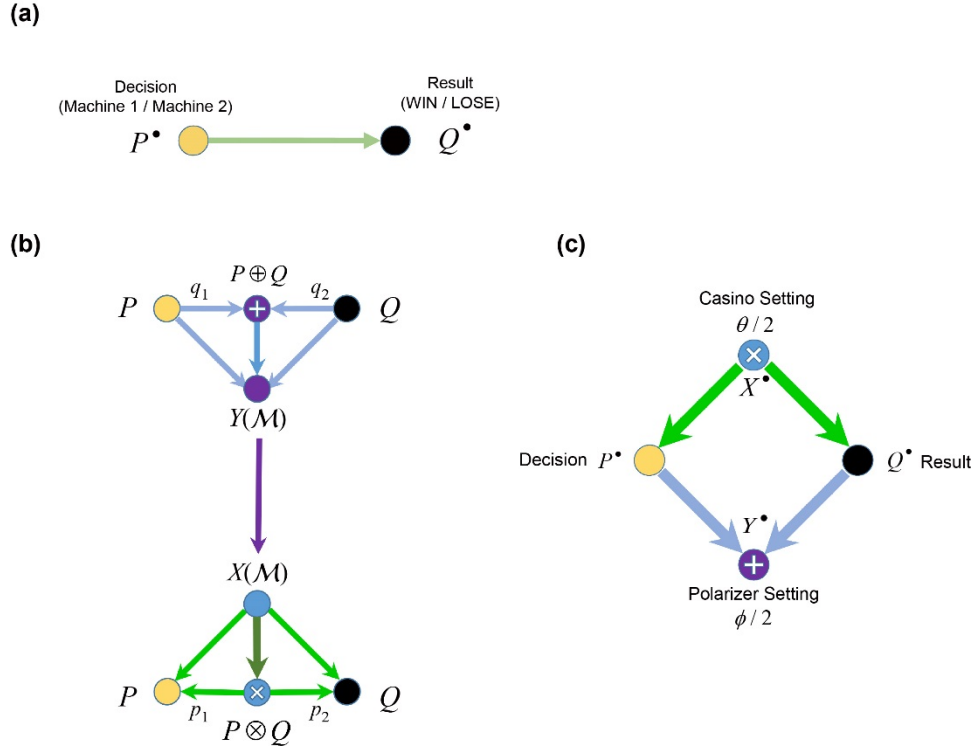 (a)
Decision
(Machine 1 / Machine 2)
Result
(WIN / LOSE)
P•
Q•
(b)
P ⊕ Q
P
q1
q2
Q
Y(M)
X(M)
P
p1
p2
Q
P ⊗ Q
(c)
Casino Setting
θ / 2
X•
Decision P•
Q• Result
Y•
Polarizer Setting
ϕ / 2